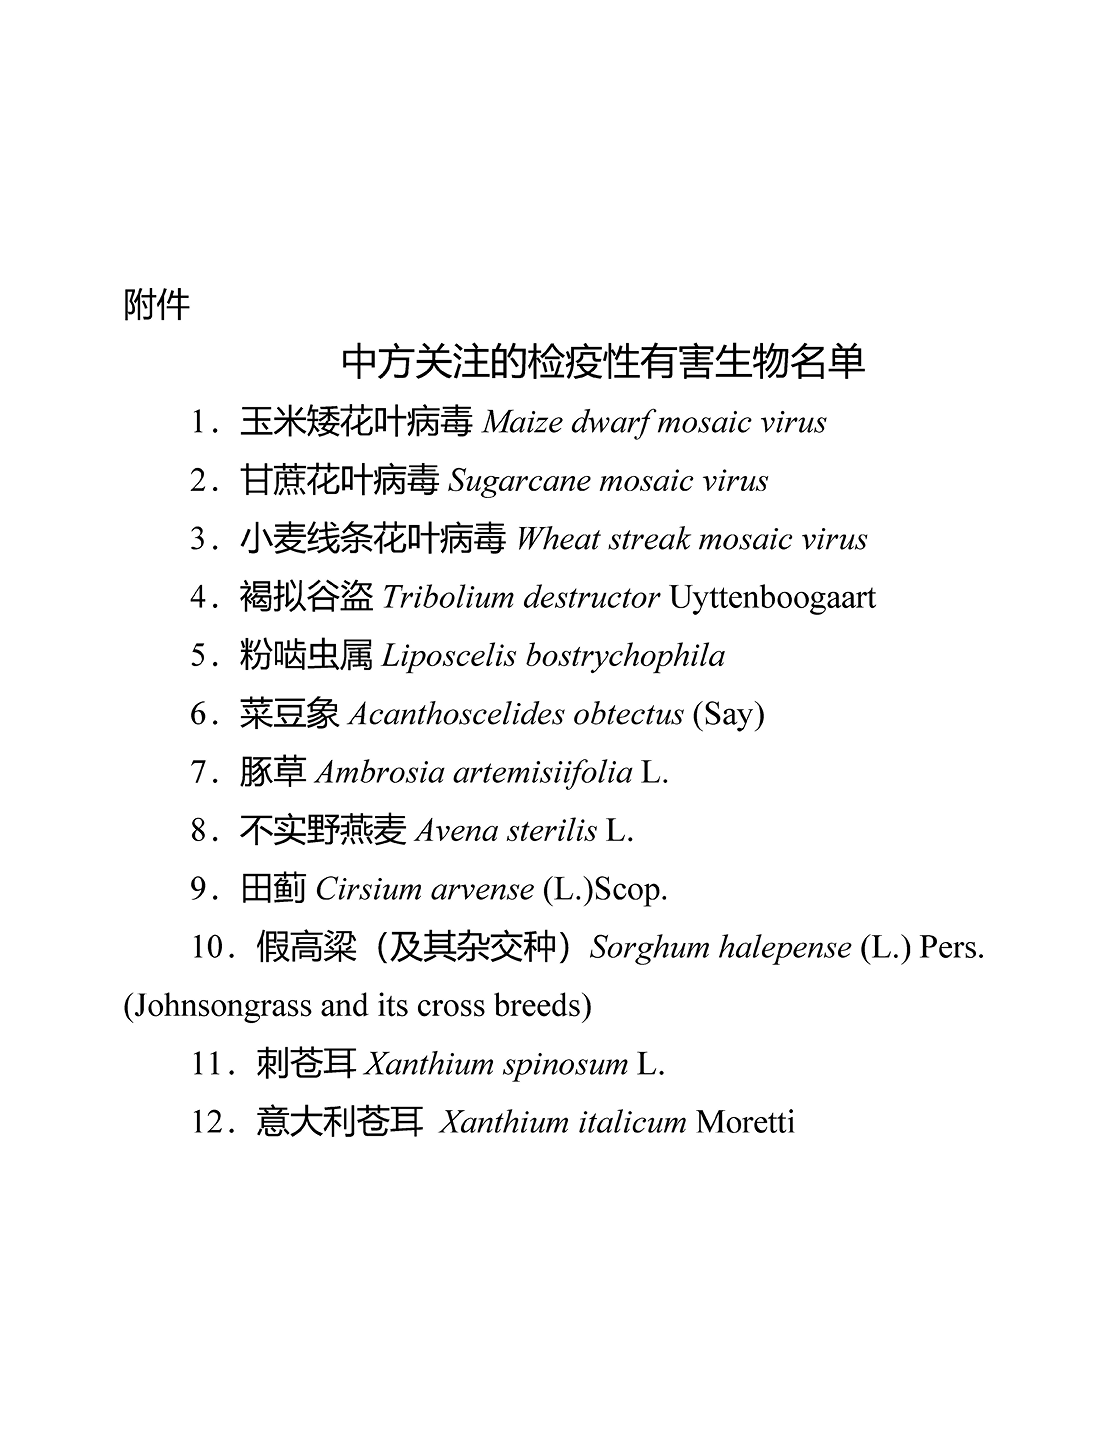 附件
中方关注的检疫性有害生物名单
1．玉米矮花叶病毒 Maize dwarf mosaic virus
2．甘蔗花叶病毒 Sugarcane mosaic virus
3．小麦线条花叶病毒 Wheat streak mosaic virus
4．褐拟谷盗 Tribolium destructor Uyttenboogaart
5．粉啮虫属 Liposcelis bostrychophila
6．菜豆象 Acanthoscelides obtectus (Say)
7．豚草 Ambrosia artemisiifolia L.
8．不实野燕麦 Avena sterilis L.
9．田蓟 Cirsium arvense (L.)Scop.
10．假高粱（及其杂交种）Sorghum halepense (L.) Pers.
(Johnsongrass and its cross breeds)
11．刺苍耳 Xanthium spinosum L.
12．意大利苍耳 Xanthium italicum Moretti